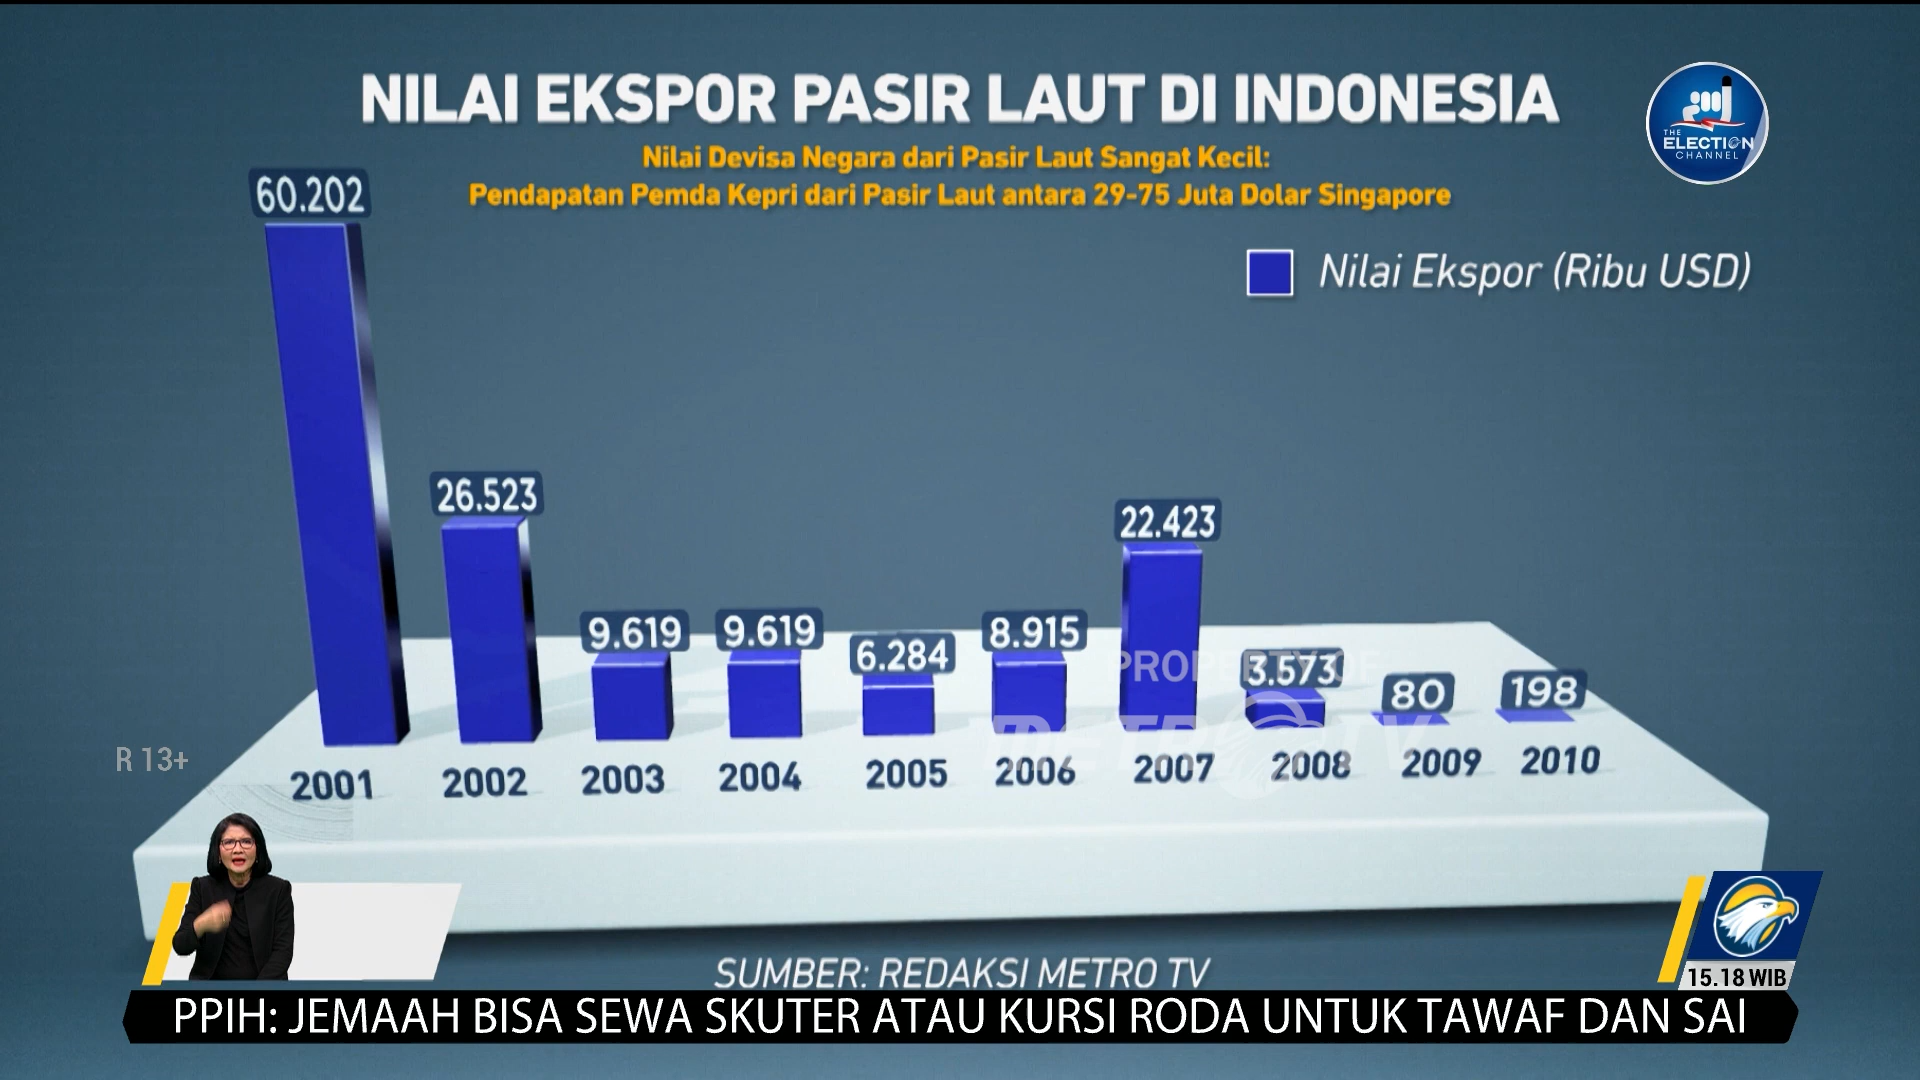 NILAI EKSPOR PASIR LAUT DI INDONESIA
THE
ELECTION
CHANNEL
Nilai Devisa Negara dari Pasir Laut Sangat Kecil:
Pendapatan Pemda Kepri dari Pasir Laut antara 29-75 Juta Dolar Singapore
Nilai Ekspor (Ribu USD)
60.202
26.523
9.619
9.619
6.284
8.915
22.423
3.573
80
198
PROPERTY OF
METRO TV
2001
2002
2003
2004
2005
2006
2007
2008
2009
2010
R 13+
SUMBER: REDAKSI METRO TV
15.18 WIB
PPIH: JEMAAH BISA SEWA SKUTER ATAU KURSI RODA UNTUK TAWAF DAN SAI